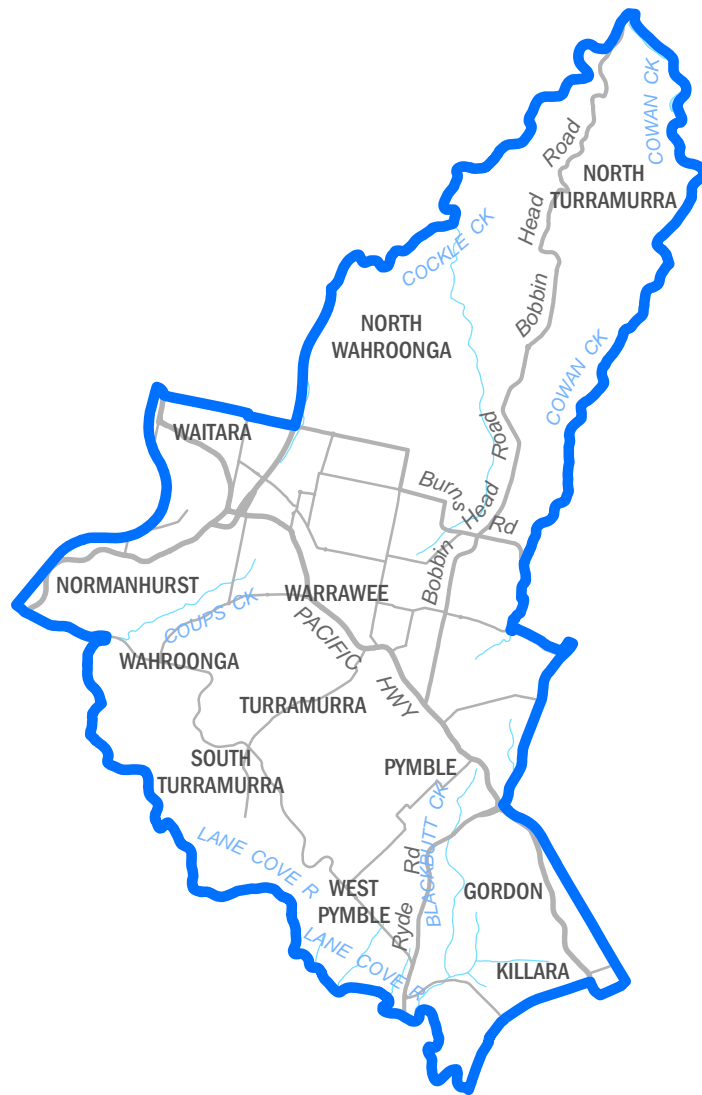 COWAN CK
Road
NORTH
TURRAMURRA
Head
COCKLE CK
Bobbin
NORTH
WAHROONGA
COWAN CK
WAITARA
Road
Burns
Head
Rd
Bobbin
NORMANHURST
WARRAWEE
COUPS CK
PACIFIC
WAHROONGA
HWY
TURRAMURRA
SOUTH
TURRAMURRA
PYMBLE
BLACKBUTT CK
LANE COVE R
Ryde Rd
WEST
PYMBLE
GORDON
LANE COVE R
KILLARA